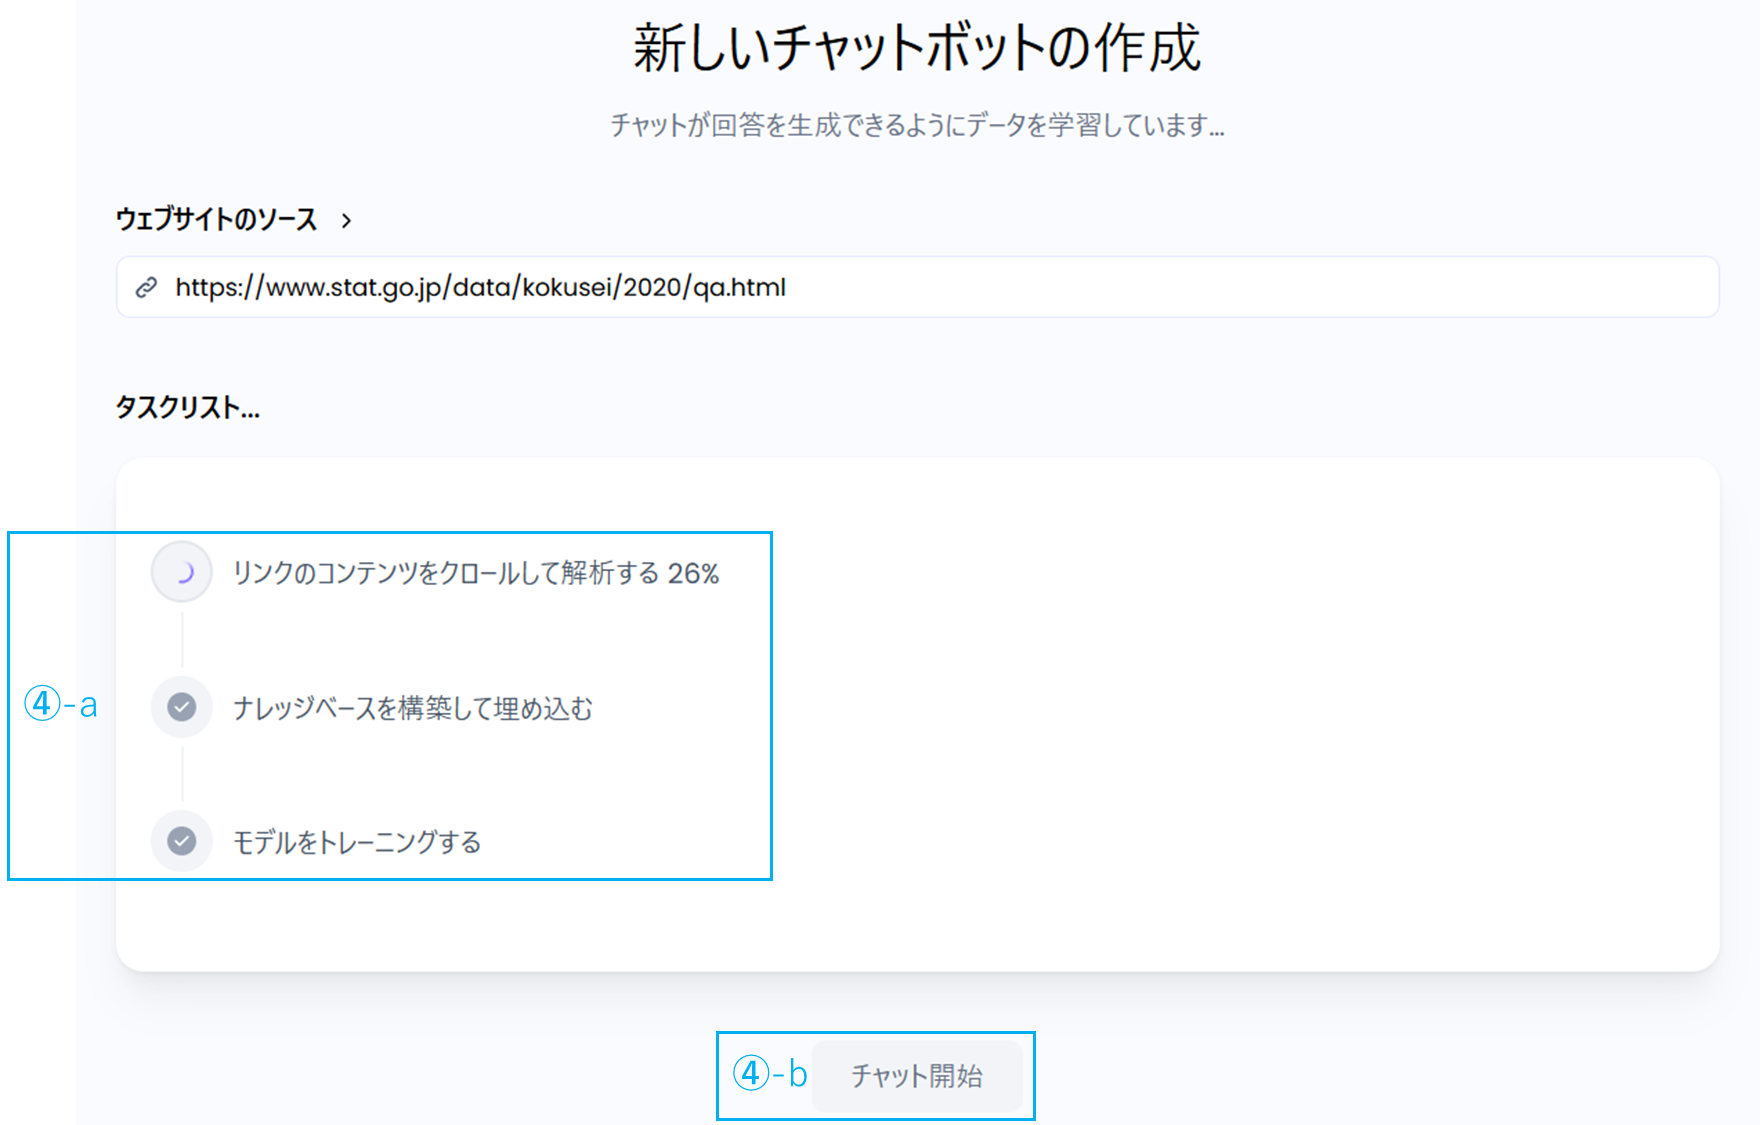 新しいチャットボットの作成
チャットが回答を生成できるようにデータを学習しています...
ウェブサイトのソース >
https://www.stat.go.jp/data/kokusei/2020/qa.html
タスクリスト...
リンクのコンテンツをクロールして解析する 26%
④-a ナレッジベースを構築して埋め込む
モデルをトレーニングする
④-b チャット開始